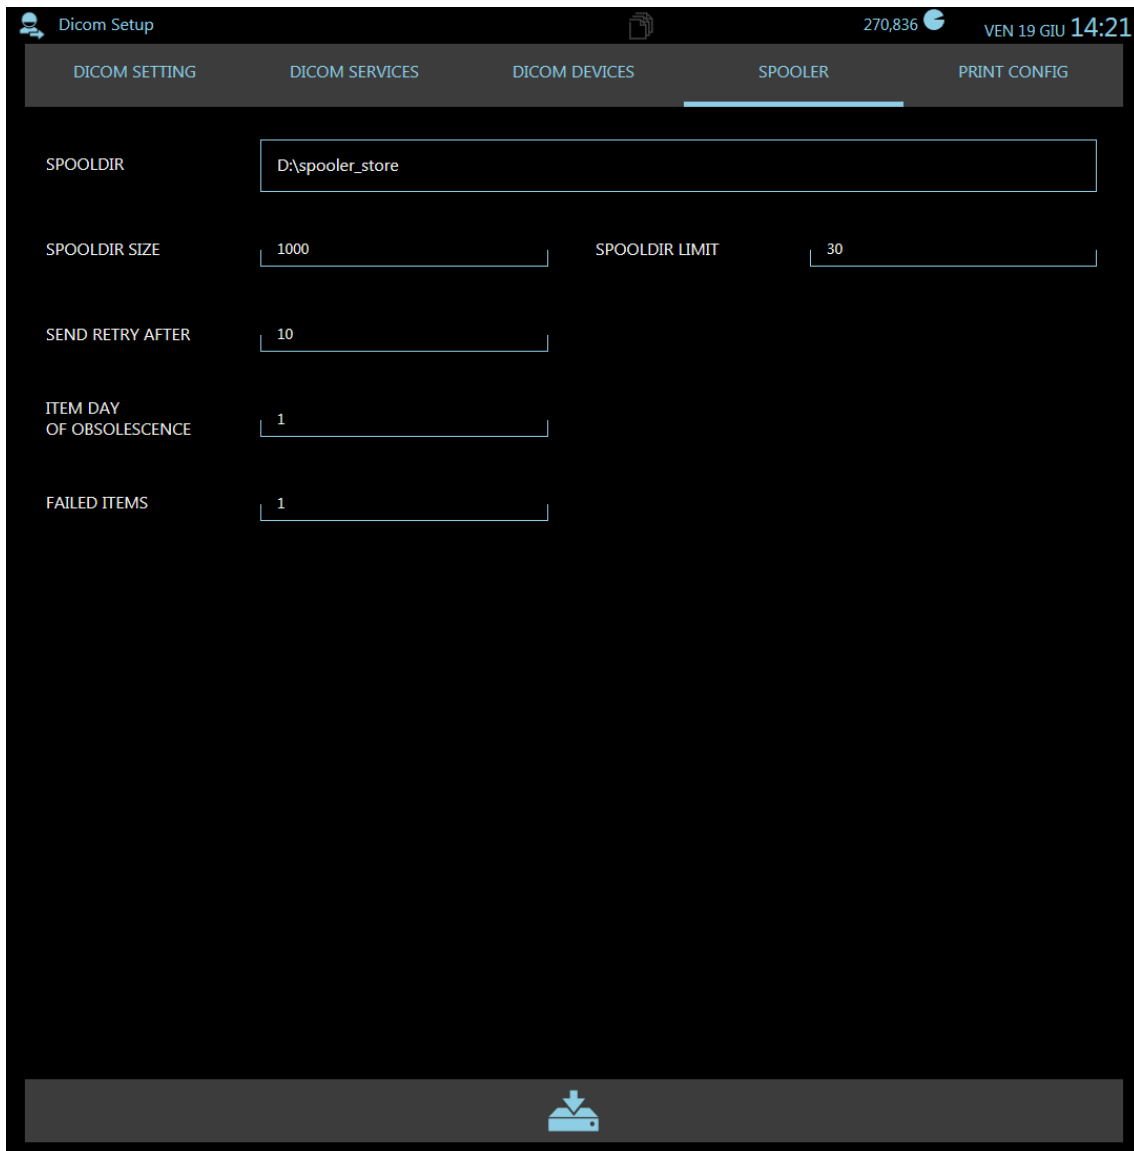 Dicom Setup 270,836 VEN 19 GIU 14:21
DICOM SETTING DICOM SERVICES DICOM DEVICES SPOOLER PRINT CONFIG
SPOOLDIR D:\spooler_store
SPOOLDIR SIZE 1000 SPOOLDIR LIMIT 30
SEND RETRY AFTER 10
ITEM DAY
OF OBSOLESCENCE 1
FAILED ITEMS 1